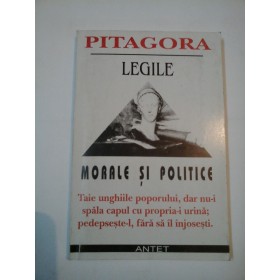 PITAGORA
LEGILE
MORALE ȘI POLITICE
Taie unghiile poporului, dar nu-i
spăla capul cu propria-i urină;
pedepsește-l, fără să îl înjosești.
ANTET